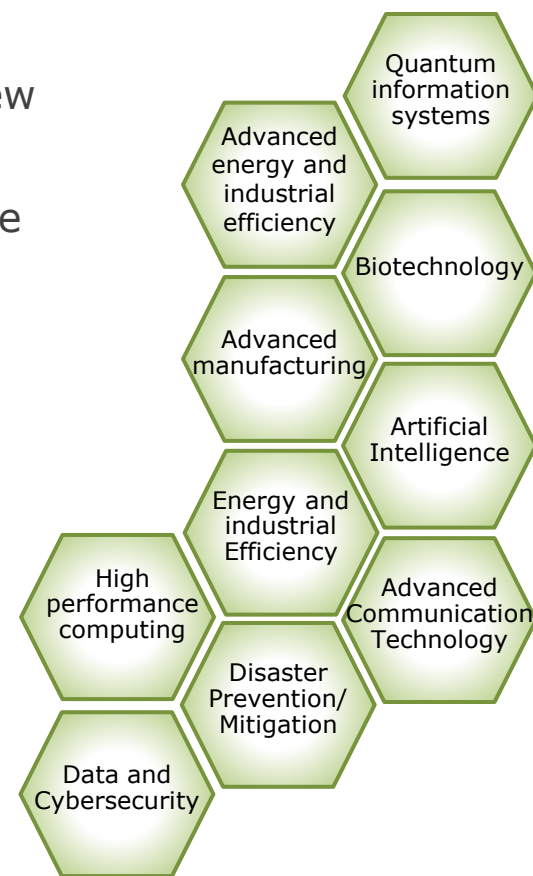 ew
e
Quantum
information
systems
Advanced
energy and
industrial
efficiency
Biotechnology
Advanced
manufacturing
Artificial
Intelligence
Energy and
industrial
Efficiency
High
performance
computing
Advanced
Communication
Technology
Disaster
Prevention/
Mitigation
Data and
Cybersecurity